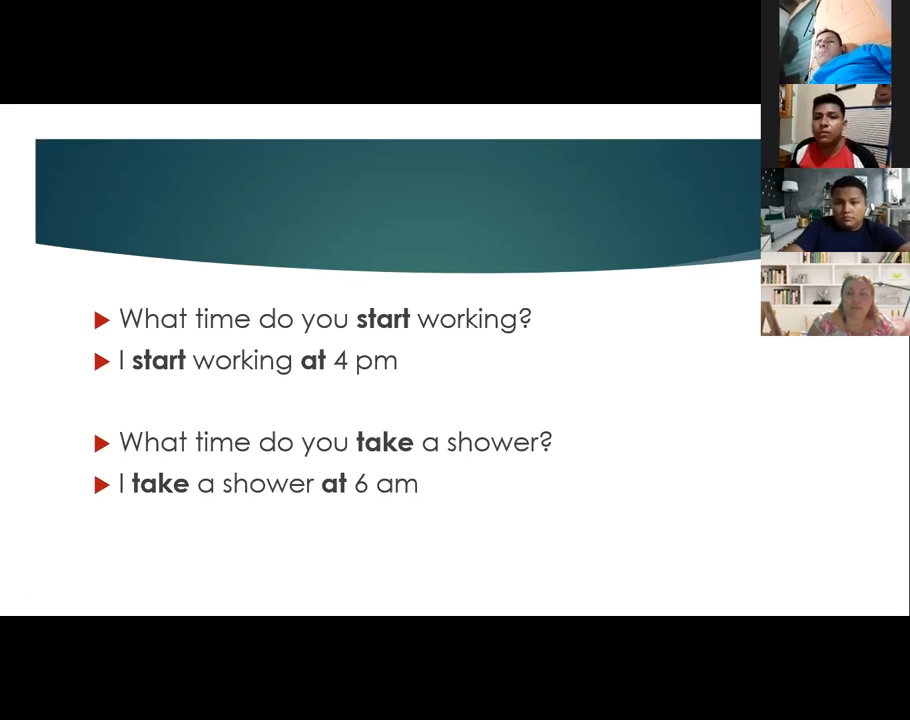 What time do you start working?
I start working at 4 pm
What time do you take a shower?
I take a shower at 6 am